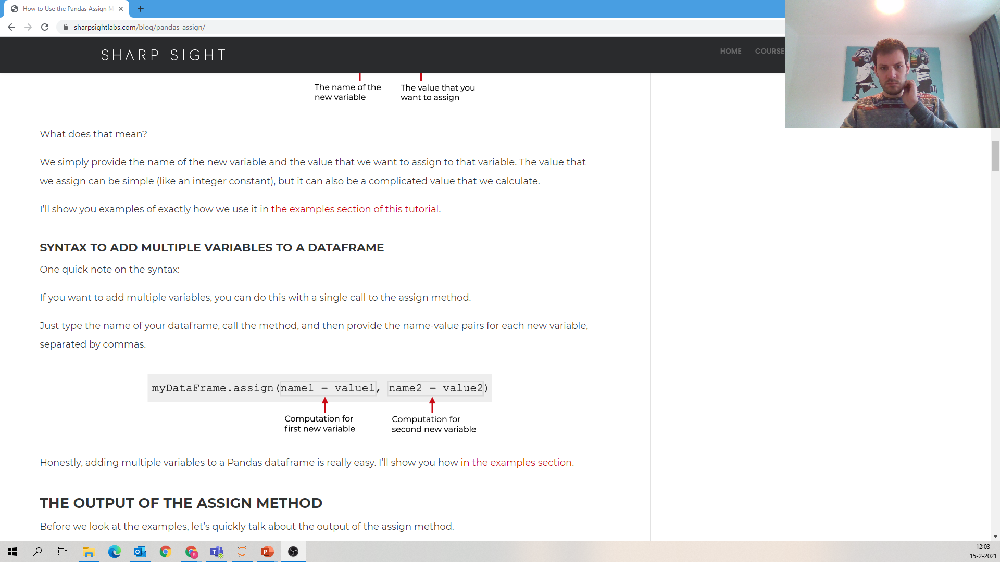 How to Use the Pandas Assign M
sharpsightlabs.com/blog/pandas-assign/
SHARP SIGHT
HOME COURSES
The name of the
new variable
The value that you
want to assign
What does that mean?
We simply provide the name of the new variable and the value that we want to assign to that variable. The value that
we assign can be simple (like an integer constant), but it can also be a complicated value that we calculate.
I'll show you examples of exactly how we use it in the examples section of this tutorial.
SYNTAX TO ADD MULTIPLE VARIABLES TO A DATAFRAME
One quick note on the syntax:
If you want to add multiple variables, you can do this with a single call to the assign method.
Just type the name of your dataframe, call the method, and then provide the name-value pairs for each new variable,
separated by commas.
myDataFrame.assign(name1 = value1, name2 = value2)
Computation for
first new variable
Computation for
second new variable
Honestly, adding multiple variables to a Pandas dataframe is really easy. I'll show you how in the examples section.
THE OUTPUT OF THE ASSIGN METHOD
Before we look at the examples, let's quickly talk about the output of the assign method.
12:03
15-2-2021